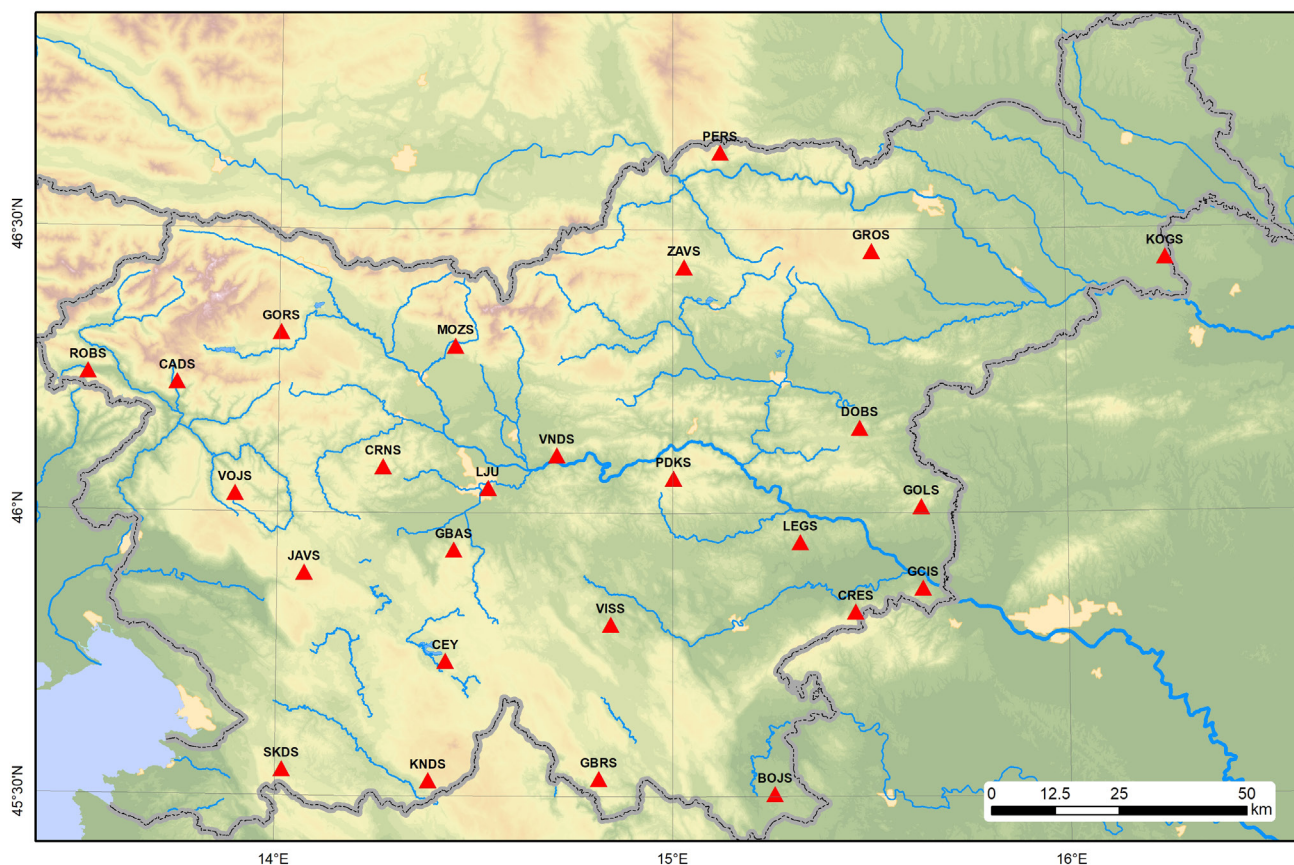 PERS
46°30'N
ZAVS
GROS
KOGS
GORS
MOZS
ROBS
CADS
DOBS
CRNS
VNDS
PDKS
LJU
VOJS
GOLS
46°N
LEGS
GBAS
JAVS
GCIS
CRES
VISS
CEY
SKDS
KNDS
GBRS
BOJS
45°30'N
0 12.5 25 50
km
14°E 15°E 16°E